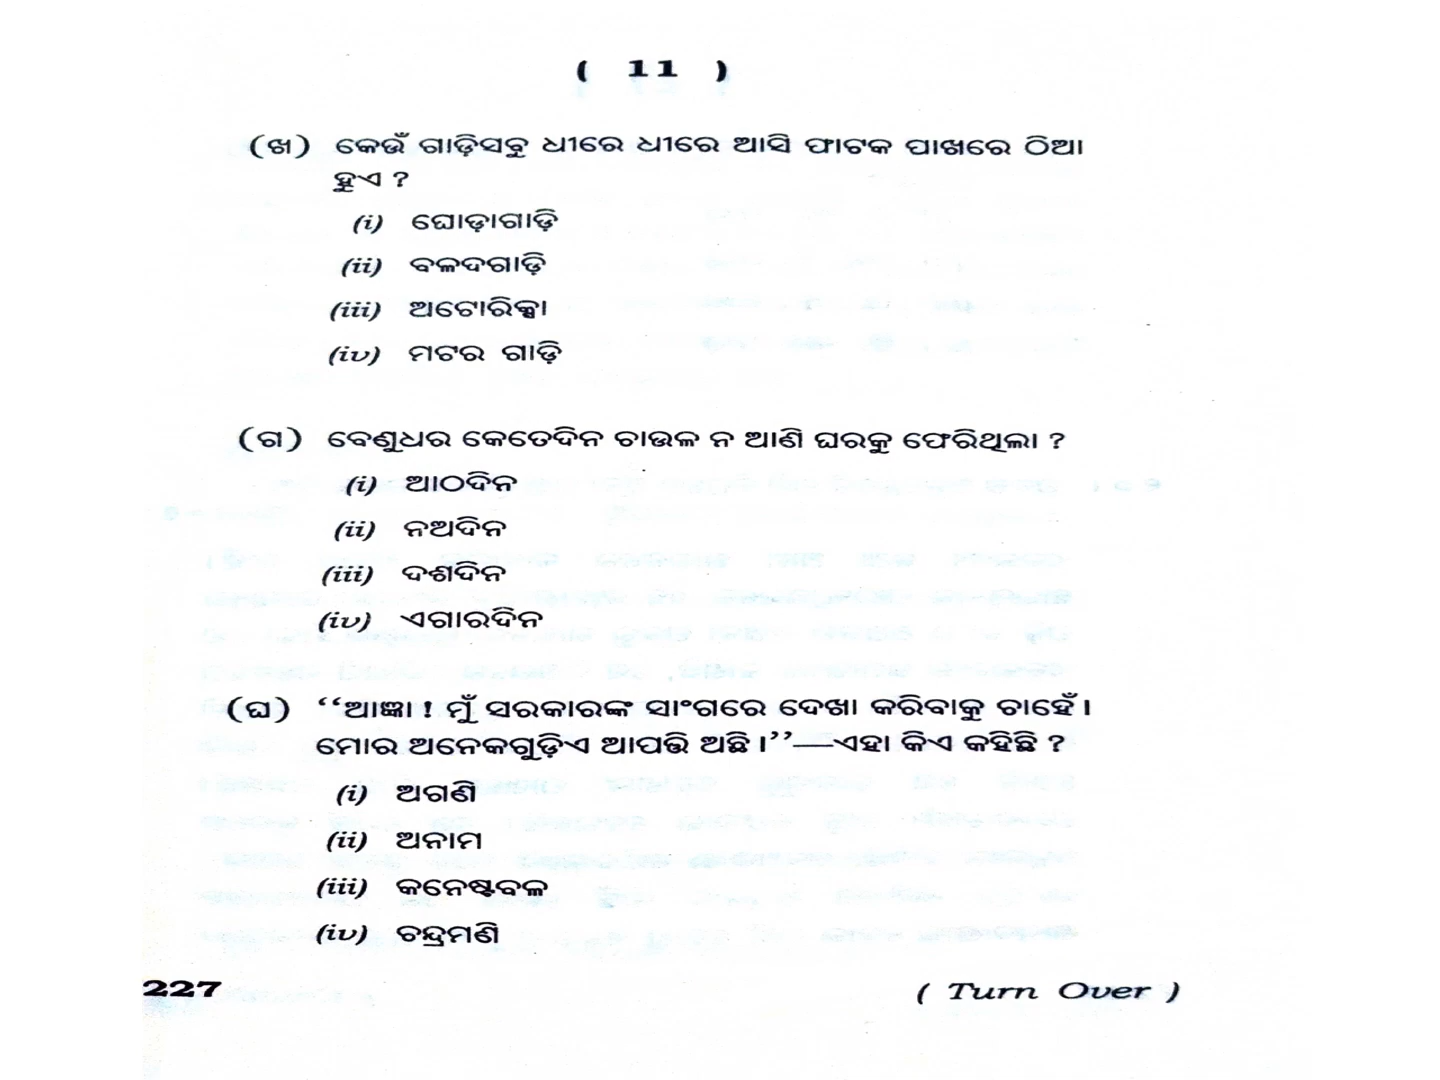 ( 11 )
(ଖ) କେଉଁ ଗାଡ଼ିସବୁ ଧୀରେ ଧୀରେ ଆସି ଫାଟକ ପାଖରେ ଠିଆ
ହୁଏ ?
(i) ଘୋଡ଼ାଗାଡ଼ି
(ii) ବଳଦଗାଡ଼ି
(iii) ଅଟୋରିକ୍ସା
(iv) ମଟର ଗାଡ଼ି
(ଗ) ବେଣୁଧର କେତେଦିନ ଚାଉଳ ନ ଆଣି ଘରକୁ ଫେରିଥିଲା ?
(i) ଆଠଦିନ
(ii) ନଅଦିନ
(iii) ଦଶଦିନ
(iv) ଏଗାରଦିନ
(ଘ) ‘‘ଆଜ୍ଞା ! ମୁଁ ସରକାରଙ୍କ ସାଂଗରେ ଦେଖା କରିବାକୁ ଚାହେଁ ।
ମୋର ଅନେକଗୁଡ଼ିଏ ଆପତ୍ତି ଅଛି ।’’—ଏହା କିଏ କହିଛି ?
(i) ଅଗଣି
(ii) ଅନାମ
(iii) କନେଷ୍ଟବଳ
(iv) ଚନ୍ଦ୍ରମଣି
227
( Turn Over )